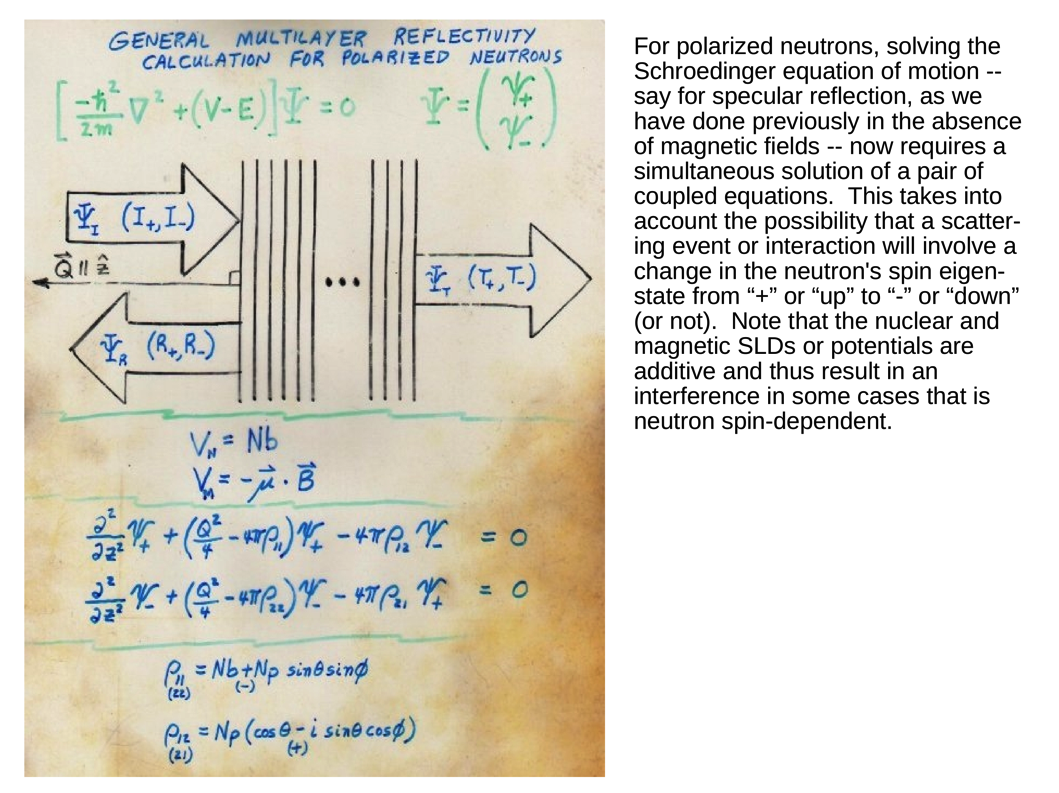 GENERAL MULTILAYER REFLECTIVITY
CALCULATION FOR POLARIZED NEUTRONS
[-ħ²/2m ∇² + (V-E)]Ψ = 0    Ψ = (ψ₊ ψ₋)
Ψ_I (I₊, I₋)
Q⃗ ∥ ẑ
Ψ_T (T₊, T₋)
Ψ_R (R₊, R₋)
V_N = Nb
V_M = -μ⃗ · B⃗
∂²/∂z² ψ₊ + (Q²/4 - 4πρ₁₁)ψ₊ - 4πρ₁₂ ψ₋ = 0
∂²/∂z² ψ₋ + (Q²/4 - 4πρ₂₂)ψ₋ - 4πρ₂₁ ψ₊ = 0
ρ₁₁ = Nb + Np sinθ sinφ
(22) (-)
ρ₁₂ = Np (cosθ - i sinθ cosφ)
(21) (+)
For polarized neutrons, solving the
Schroedinger equation of motion --
say for specular reflection, as we
have done previously in the absence
of magnetic fields -- now requires a
simultaneous solution of a pair of
coupled equations. This takes into
account the possibility that a scatter-
ing event or interaction will involve a
change in the neutron's spin eigen-
state from “+” or “up” to “-” or “down”
(or not). Note that the nuclear and
magnetic SLDs or potentials are
additive and thus result in an
interference in some cases that is
neutron spin-dependent.